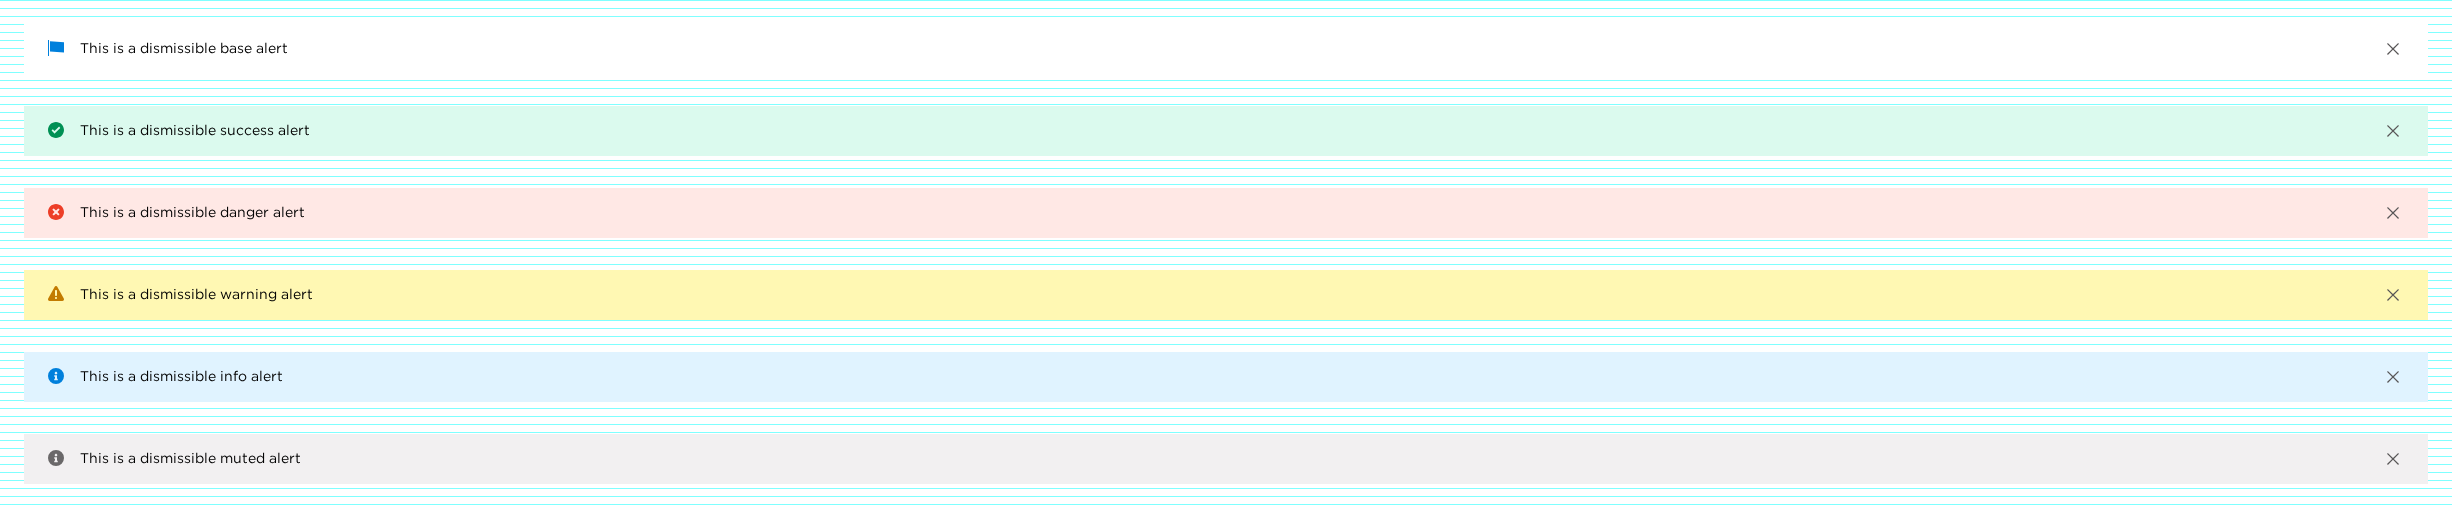 This is a dismissible base alert
This is a dismissible success alert
This is a dismissible danger alert
This is a dismissible warning alert
This is a dismissible info alert
This is a dismissible muted alert